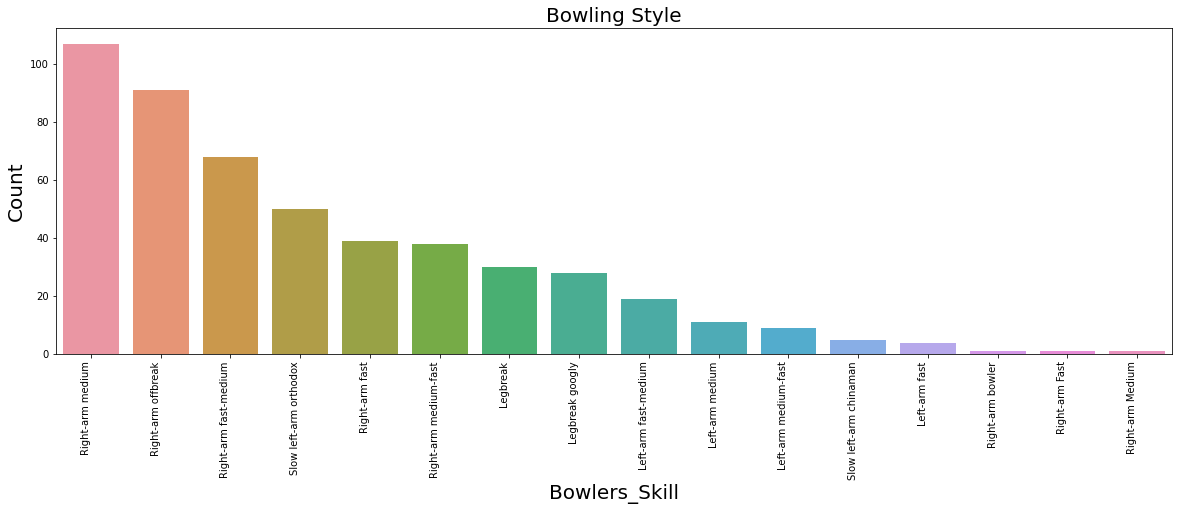 Bowling Style
Count
100
80
60
40
20
0
Right-arm medium
Right-arm offbreak
Right-arm fast-medium
Slow left-arm orthodox
Right-arm fast
Right-arm medium-fast
Legbreak
Legbreak googly
Left-arm fast-medium
Left-arm medium
Left-arm medium-fast
Slow left-arm chinaman
Left-arm fast
Right-arm bowler
Right-arm Fast
Right-arm Medium
Bowlers_Skill